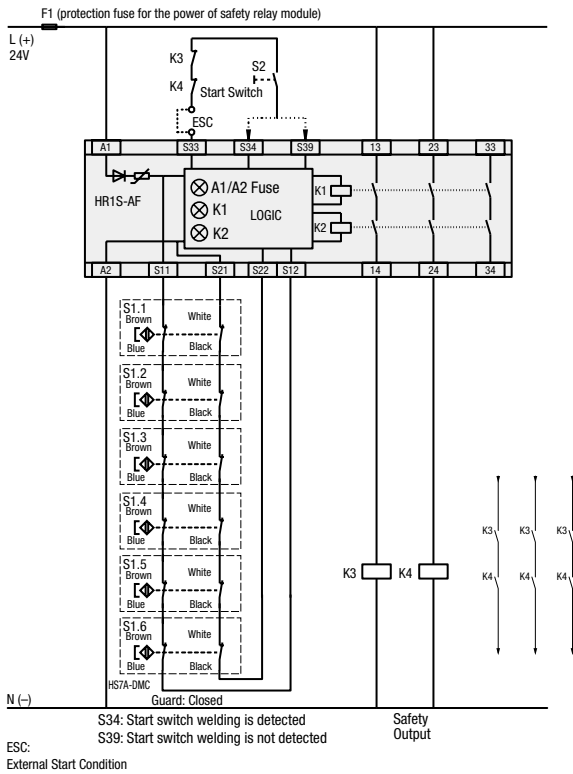 F1 (protection fuse for the power of safety relay module)
L (+)
24V
K3
K4
S2
Start Switch
ESC
A1 S33 S34 S39 13 23 33
HR1S-AF
A1/A2 Fuse
K1
K2
LOGIC
K1
K2
A2 S11 S21 S22 S12 14 24 34
S1.1
Brown
White
Blue
Black
S1.2
Brown
White
Blue
Black
S1.3
Brown
White
Blue
Black
S1.4
Brown
White
Blue
Black
S1.5
Brown
White
Blue
Black
S1.6
Brown
White
Blue
Black
HS7A-DMC
K3 K4
K3 K3 K3
K4 K4 K4
N (–)
Guard: Closed
S34: Start switch welding is detected
S39: Start switch welding is not detected
Safety
Output
ESC:
External Start Condition